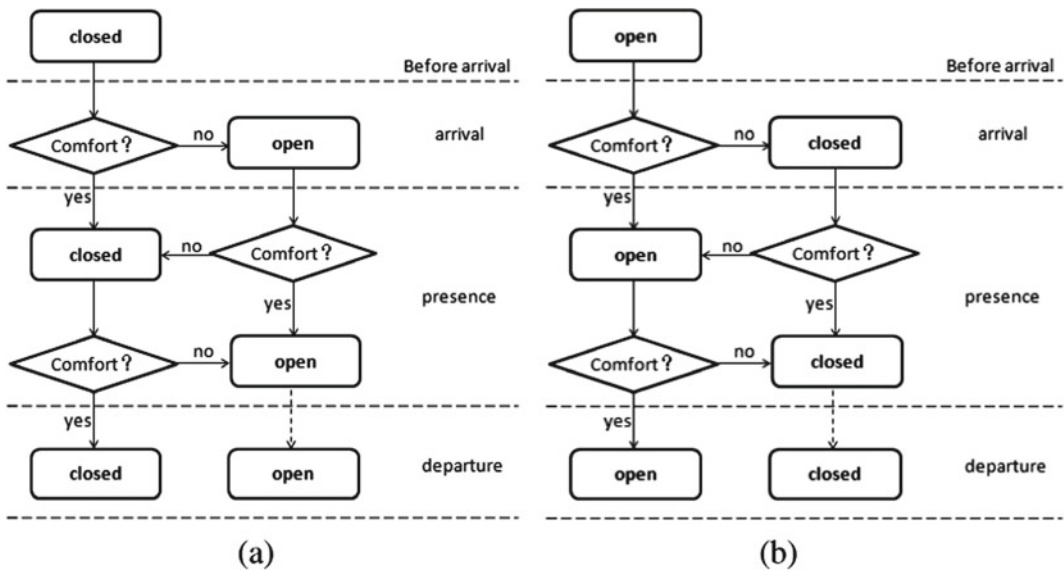 closed
Before arrival
Comfort?
no
open
arrival
yes
closed
no
Comfort?
yes
presence
Comfort?
no
open
yes
closed
open
departure
(a)
open
Before arrival
Comfort?
no
closed
arrival
yes
open
no
Comfort?
yes
presence
Comfort?
no
closed
yes
open
closed
departure
(b)